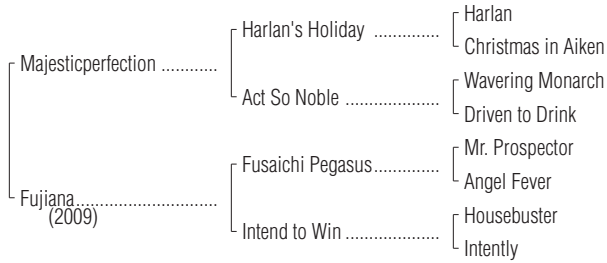 Harlan
Harlan's Holiday ..............
Christmas in Aiken
Majesticperfection ............
Wavering Monarch
Act So Noble ....................
Driven to Drink
Mr. Prospector
Fusaichi Pegasus..............
Angel Fever
Fujiana..............................
(2009)
Housebuster
Intend to Win ....................
Intently